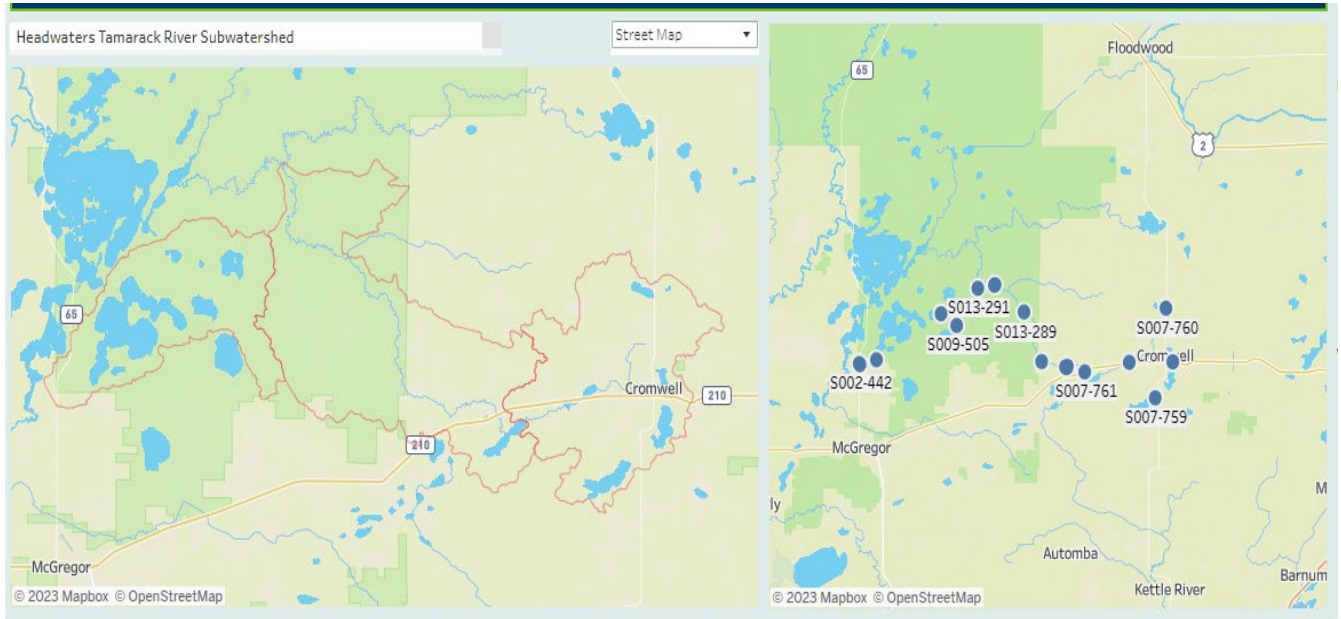 Headwaters Tamarack River Subwatershed
Street Map
65
Cromwell
210
210
McGregor
© 2023 Mapbox © OpenStreetMap
Floodwood
65
2
S013-291
S013-289
S007-760
S009-505
Cromwell
S002-442
S007-761
S007-759
McGregor
ly
M
Automba
Barnum
Kettle River
© 2023 Mapbox © OpenStreetMap